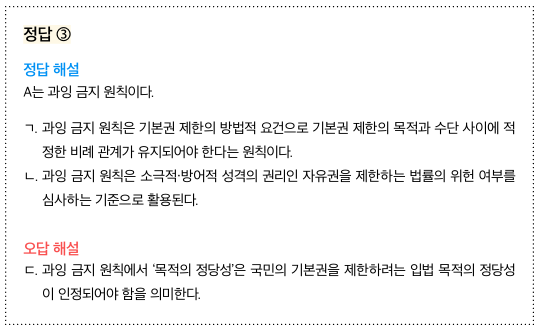 정답 ③
정답 해설
A는 과잉 금지 원칙이다.
ㄱ. 과잉 금지 원칙은 기본권 제한의 방법적 요건으로 기본권 제한의 목적과 수단 사이에 적
정한 비례 관계가 유지되어야 한다는 원칙이다.
ㄴ. 과잉 금지 원칙은 소극적·방어적 성격의 권리인 자유권을 제한하는 법률의 위헌 여부를
심사하는 기준으로 활용된다.
오답 해설
ㄷ. 과잉 금지 원칙에서 '목적의 정당성'은 국민의 기본권을 제한하려는 입법 목적의 정당성
이 인정되어야 함을 의미한다.